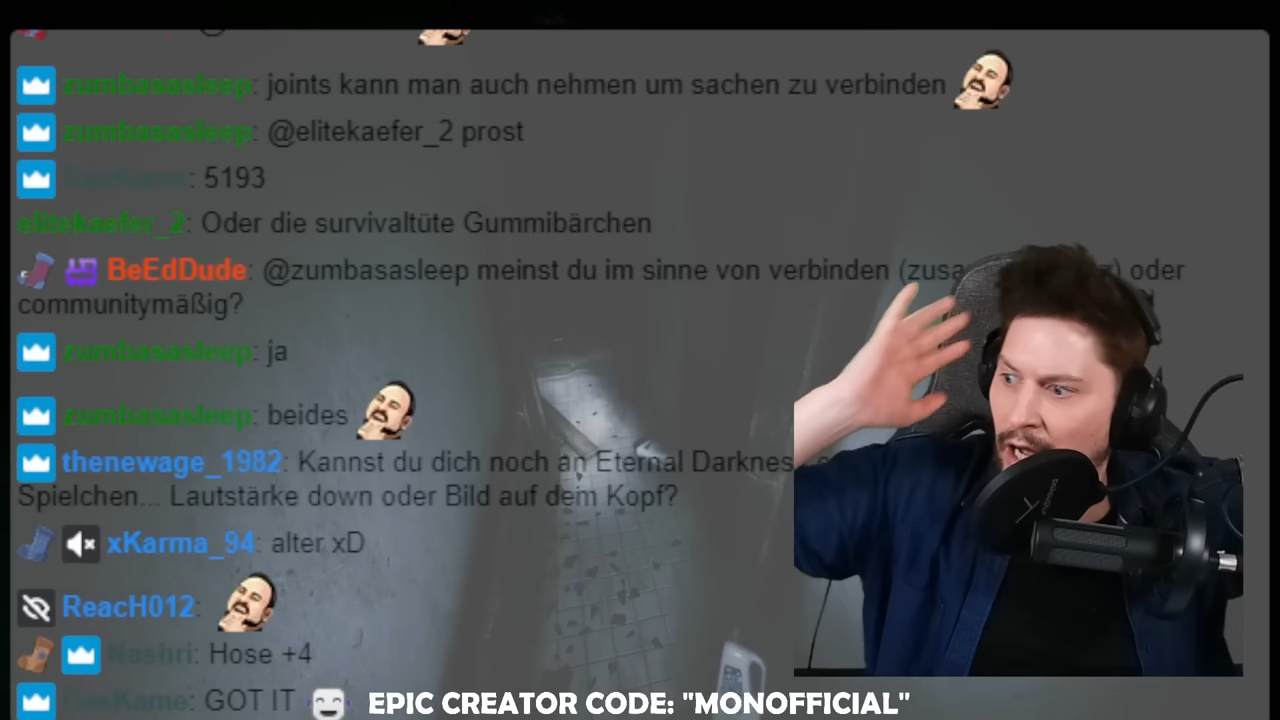 zumbasasleep: joints kann man auch nehmen um sachen zu verbinden
zumbasasleep: @elitekaefer_2 prost
: 5193
elitekaefer_2: Oder die survivaltüte Gummibärchen
BeEdDude: @zumbasasleep meinst du im sinne von verbinden ( oder
communitymäßig?
zumbasasleep: ja
zumbasasleep: beides
thenewage_1982: Kannst du dich noch an Eternal
Spielchen... Lautstärke down oder Bild auf dem Kopf?
xKarma_94: alter xD
ReacH012:
Nashri: Hose +4
GOT IT
EPIC CREATOR CODE: "MONOFFICIAL"